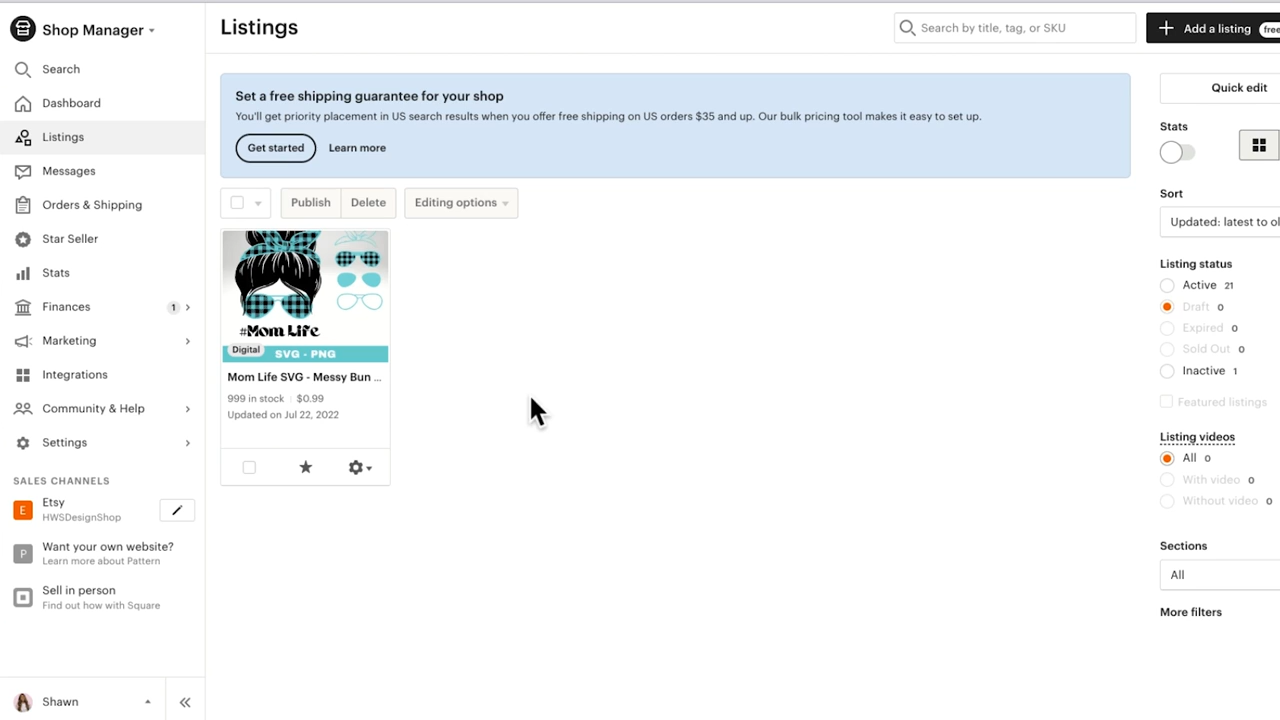 Shop Manager
Search
Dashboard
Listings
Messages
Orders & Shipping
Star Seller
Stats
Finances 1
Marketing
Integrations
Community & Help
Settings
SALES CHANNELS
E
Etsy
HWSDesignShop
P
Want your own website?
Learn more about Pattern
Sell in person
Find out how with Square
Shawn
Listings
Search by title, tag, or SKU
Add a listing free
Set a free shipping guarantee for your shop
You'll get priority placement in US search results when you offer free shipping on US orders $35 and up. Our bulk pricing tool makes it easy to set up.
Get started Learn more
Publish Delete Editing options
#Mom Life
Digital
SVG - PNG
Mom Life SVG - Messy Bun ...
999 in stock $0.99
Updated on Jul 22, 2022
Quick edit
Stats
Sort
Updated: latest to ol
Listing status
Active 21
Draft 0
Expired 0
Sold Out 0
Inactive 1
Featured listings
Listing videos
All 0
With video 0
Without video 0
Sections
All
More filters